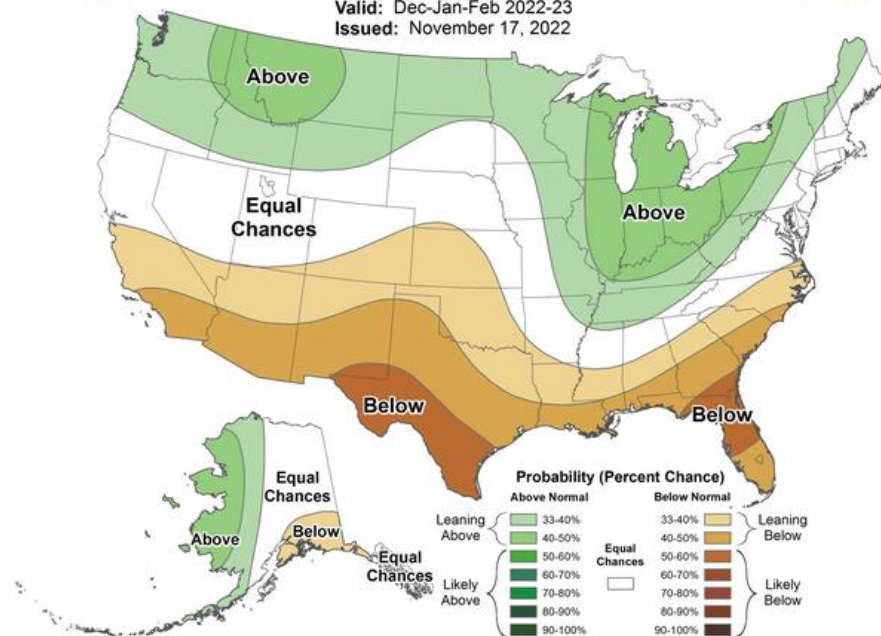 Valid: Dec-Jan-Feb 2022-23
Issued: November 17, 2022
Above
Equal
Chances
Above
Below
Below
Equal
Chances
Above
Below
Equal
Chances
Probability (Percent Chance)
Above Normal
Below Normal
Leaning
Above
33-40%
40-50%
50-60%
60-70%
70-80%
80-90%
90-100%
Likely
Above
Equal
Chances
33-40%
40-50%
50-60%
60-70%
70-80%
80-90%
90-100%
Leaning
Below
Likely
Below